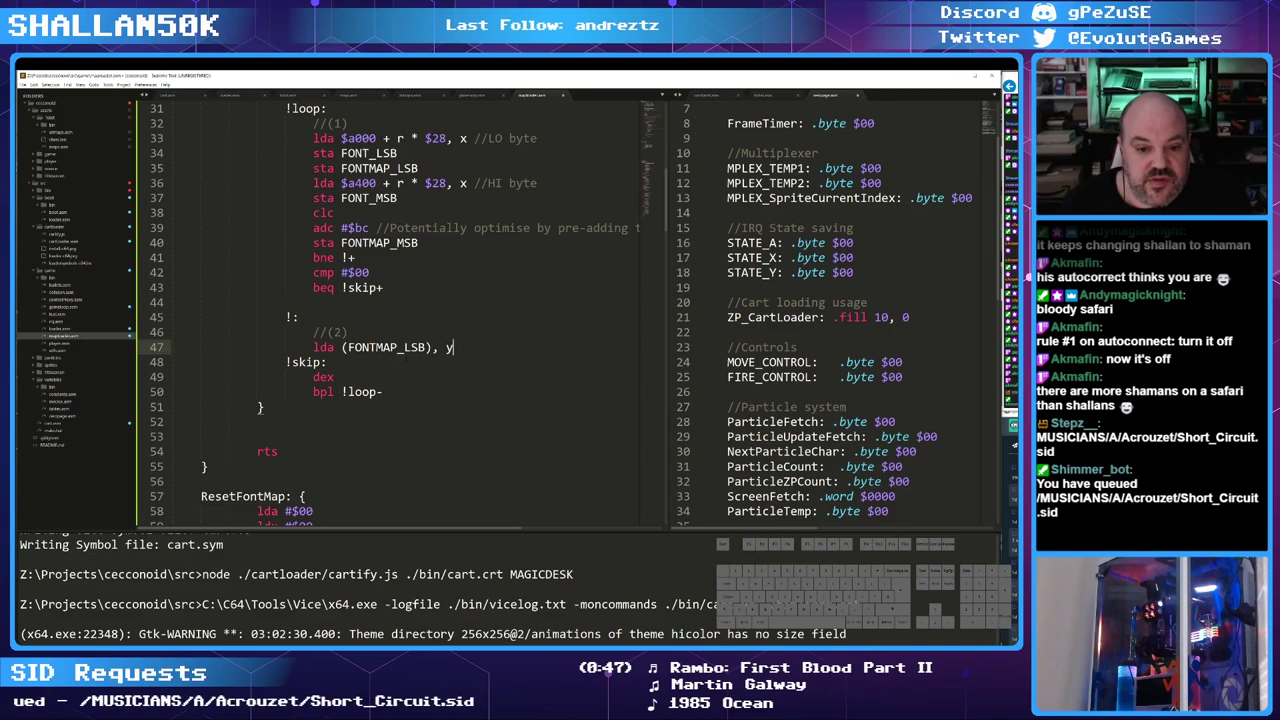 SHALLAN50K
Last Follow: andreztz
Discord gPeZuSE
Twitter @EvoluteGames
31 !loop:
32 //(1)
33 lda $a000 + r * $28, x //LO byte
34 sta FONT_LSB
35 sta FONTMAP_LSB
36 lda $a400 + r * $28, x //HI byte
37 sta FONT_MSB
38 clc
39 adc #$bc //Potentially optimise by pre-adding t
40 sta FONTMAP_MSB
41 bne !+
42 cmp #$00
43 beq !skip+
44
45 !:
46 //(2)
47 lda (FONTMAP_LSB), y
48 !skip:
49 dex
50 bpl !loop-
51 }
52
53
54 rts
55 }
56
57 ResetFontMap: {
58 lda #$00
7
8 FrameTimer: .byte $00
9
10 //Multiplexer
11 MPLEX_TEMP1: .byte $00
12 MPLEX_TEMP2: .byte $00
13 MPLEX_SpriteCurrentIndex: .byte $00
14
15 //IRQ State saving
16 STATE_A: .byte $00
17 STATE_X: .byte $00
18 STATE_Y: .byte $00
19
20 //Cart loading usage
21 ZP_CartLoader: .fill 10, 0
22
23 //Controls
24 MOVE_CONTROL: .byte $00
25 FIRE_CONTROL: .byte $00
26
27 //Particle system
28 ParticleFetch: .byte $00
29 ParticleUpdateFetch: .byte $00
30 NextParticleChar: .byte $00
31 ParticleCount: .byte $00
32 ParticleZPCount: .byte $00
33 ScreenFetch: .word $0000
34 ParticleTemp: .byte $00
Writing Symbol file: cart.sym
Z:\Projects\cecconoid\src>node ./cartloader/cartify.js ./bin/cart.crt MAGICDESK
Z:\Projects\cecconoid\src>C:\C64\Tools\Vice\x64.exe -logfile ./bin/vicelog.txt -moncommands ./bin/ca
(x64.exe:22348): Gtk-WARNING **: 03:02:30.400: Theme directory 256x256@2/animations of theme hicolor has no size field
Andymagicknight:
it keeps changing shallan to shaman
Akmafin:
his autocorrect thinks you are
Andymagicknight:
bloody safari
Akmafin:
rule #1 on autoconnect: turn it off
Akmafin: now it's off
Akmafin:
there are more shamans on a safari
than shallans
Stepz__:
MUSICIANS/A/Acrouzet/Short_Circuit.
sid
Shimmer_bot:
You have queued
/MUSICIANS/A/Acrouzet/Short_Circuit
.sid
SID Requests
ued - /MUSICIANS/A/Acrouzet/Short_Circuit.sid
(0:47) Rambo: First Blood Part II
Martin Galway
1985 Ocean